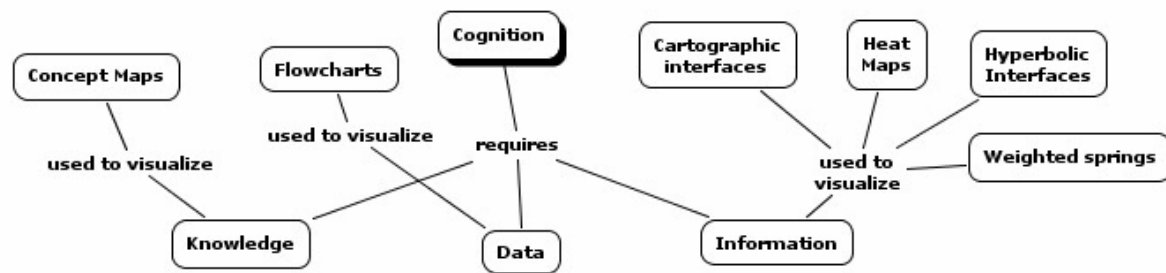 Cognition
Concept Maps
Flowcharts
Cartographic
interfaces
Heat
Maps
Hyperbolic
Interfaces
used to visualize
used to visualize
requires
used to
visualize
Weighted springs
Knowledge
Data
Information